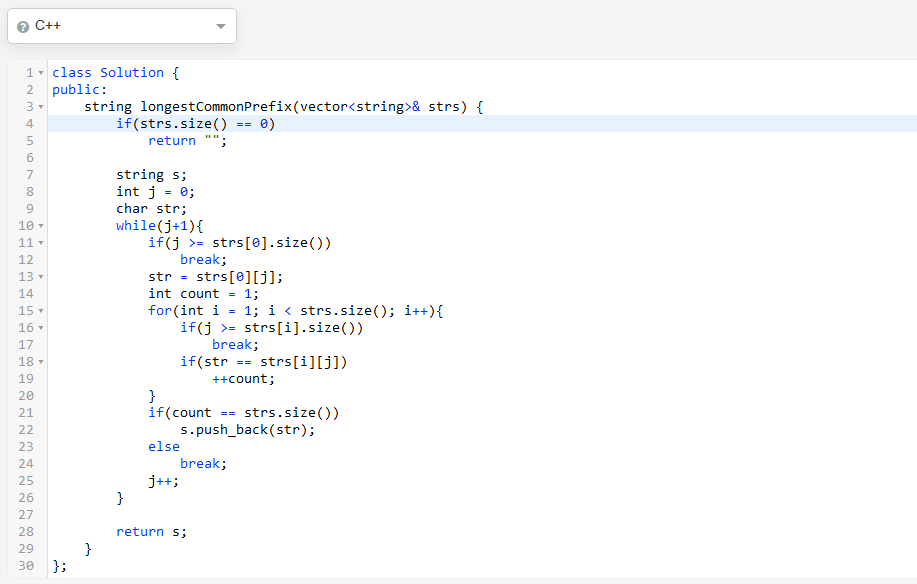 ? C++
1 class Solution {
2 public:
3     string longestCommonPrefix(vector<string>& strs) {
4         if(strs.size() == 0)
5             return "";
6
7         string s;
8         int j = 0;
9         char str;
10         while(j+1){
11             if(j >= strs[0].size())
12                 break;
13             str = strs[0][j];
14             int count = 1;
15             for(int i = 1; i < strs.size(); i++){
16                 if(j >= strs[i].size())
17                     break;
18                 if(str == strs[i][j])
19                     ++count;
20             }
21             if(count == strs.size())
22                 s.push_back(str);
23             else
24                 break;
25             j++;
26         }
27
28         return s;
29     }
30 };